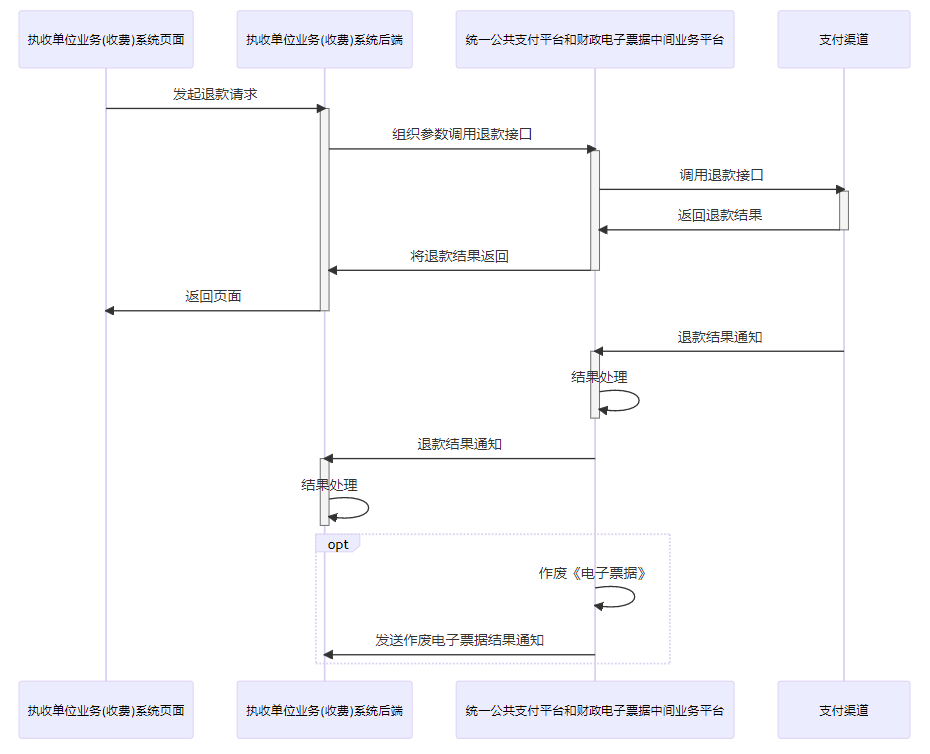 执收单位业务(收费)系统页面
执收单位业务(收费)系统后端
统一公共支付平台和财政电子票据中间业务平台
支付渠道
发起退款请求
组织参数调用退款接口
调用退款接口
返回退款结果
将退款结果返回
返回页面
退款结果通知
结果处理
退款结果通知
结果处理
opt
作废《电子票据》
发送作废电子票据结果通知
执收单位业务(收费)系统页面
执收单位业务(收费)系统后端
统一公共支付平台和财政电子票据中间业务平台
支付渠道